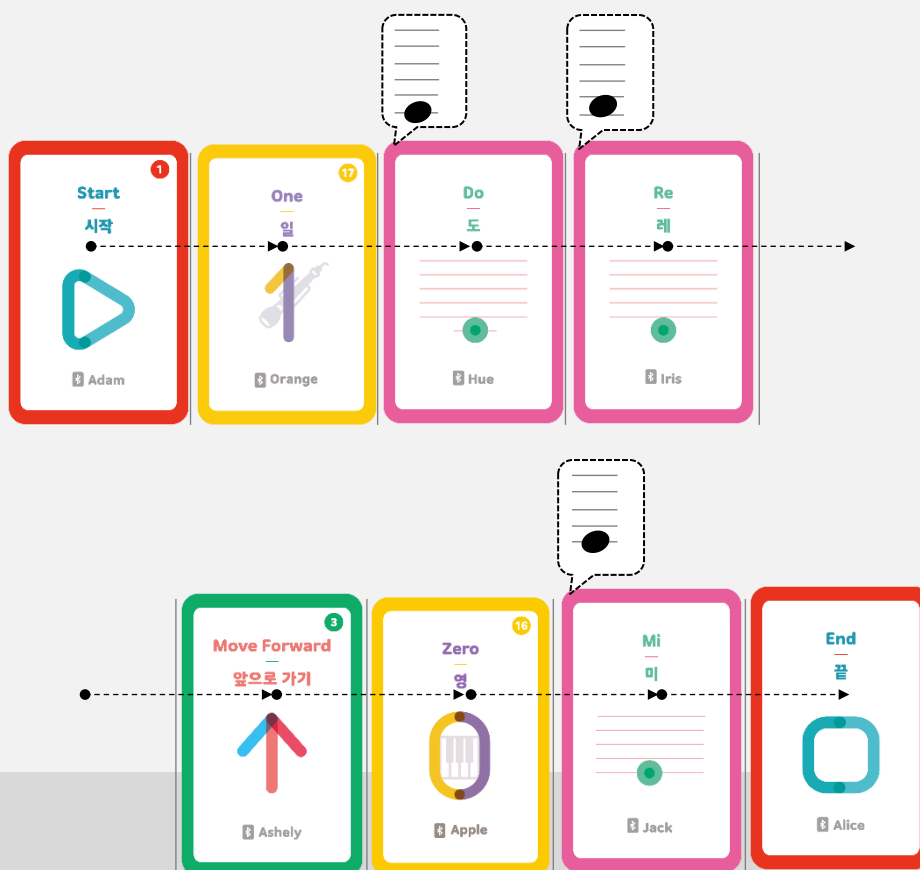 1
Start
시작
Adam
17
One
일
Orange
Do
도
Hue
Re
레
Iris
3
Move Forward
앞으로 가기
Ashely
16
Zero
영
Apple
Mi
미
Jack
End
끝
Alice